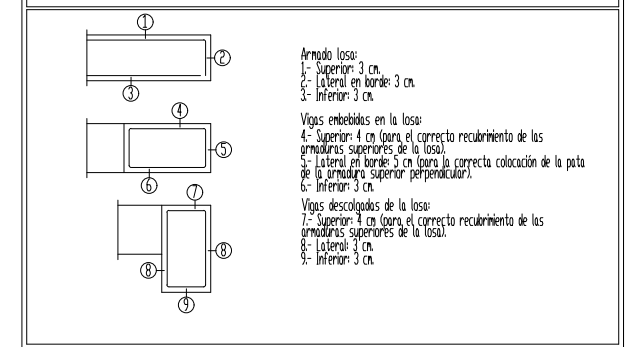 1
2
3
4
5
6
7
8
8
9
Armado losa:
1.- Superior: 3 cm.
2.- Lateral en borde: 3 cm.
3.- Inferior: 3 cm.
Vigas embebidas en la losa:
4.- Superior: 4 cm (para el correcto recubrimiento de las
armaduras superiores de la losa).
5.- Lateral en borde: 5 cm (para la correcta colocación de la pata
de la armadura superior perpendicular).
6.- Inferior: 3 cm.
Vigas descolgadas de la losa:
7.- Superior: 4 cm (para el correcto recubrimiento de las
armaduras superiores de la losa).
8.- Lateral: 3 cm.
9.- Inferior: 3 cm.